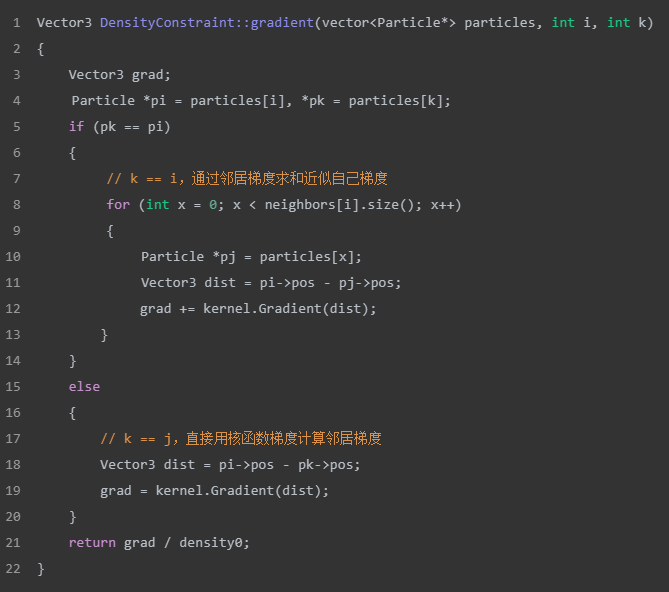 1 Vector3 DensityConstraint::gradient(vector<Particle*> particles, int i, int k)
2 {
3     Vector3 grad;
4     Particle *pi = particles[i], *pk = particles[k];
5     if (pk == pi)
6     {
7         // k == i，通过邻居梯度求和近似自己梯度
8         for (int x = 0; x < neighbors[i].size(); x++)
9         {
10             Particle *pj = particles[x];
11             Vector3 dist = pi->pos - pj->pos;
12             grad += kernel.Gradient(dist);
13         }
14     }
15     else
16     {
17         // k == j，直接用核函数梯度计算邻居梯度
18         Vector3 dist = pi->pos - pk->pos;
19         grad = kernel.Gradient(dist);
20     }
21     return grad / density0;
22 }